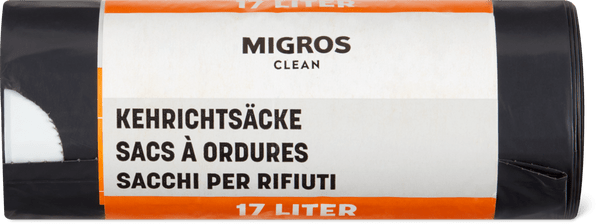 17 LITER
MIGROS
CLEAN
KEHRICHTSÄCKE
SACS À ORDURES
SACCHI PER RIFIUTI
17 LITER